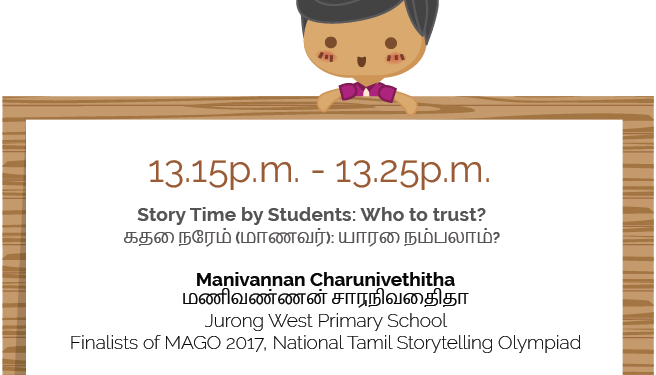 13.15p.m. - 13.25p.m.
Story Time by Students: Who to trust?
கதை நேரம் (மாணவர்): யாரை நம்பலாம்?
Manivannan Charunivethitha
மணிவண்ணன் சாருநிவேதிதா
Jurong West Primary School
Finalists of MAGO 2017, National Tamil Storytelling Olympiad